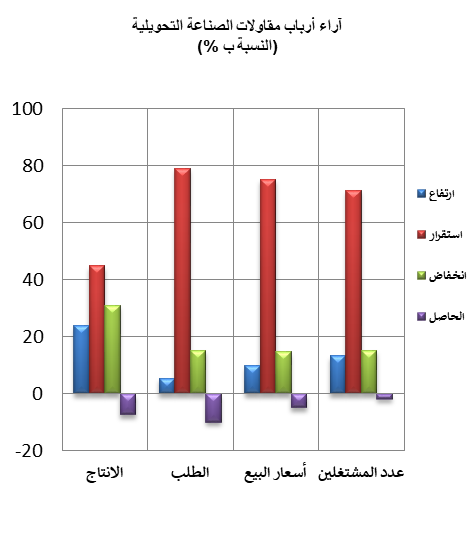 آراء أرباب مقاولات الصناعة التحويلية
(النسبة ب %)
100
80
60
40
20
0
-20
الانتاج
الطلب
أسعار البيع
عدد المشتغلين
ارتفاع
استقرار
انخفاض
الحاصل